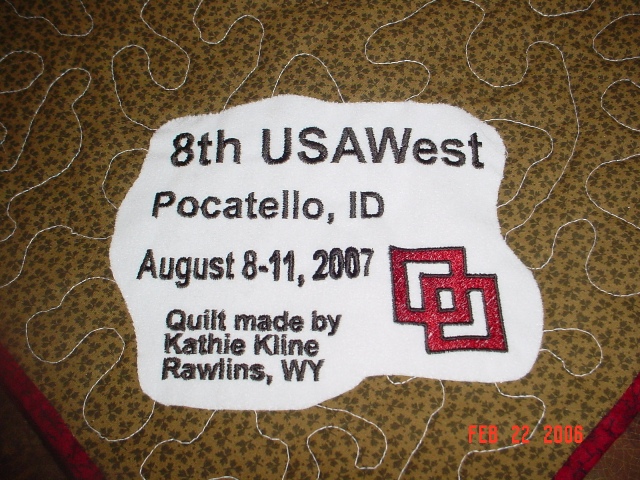 8th USAWest
Pocatello, ID
August 8-11, 2007
Quilt made by
Kathie Kline
Rawlins, WY
FEB 22 2006